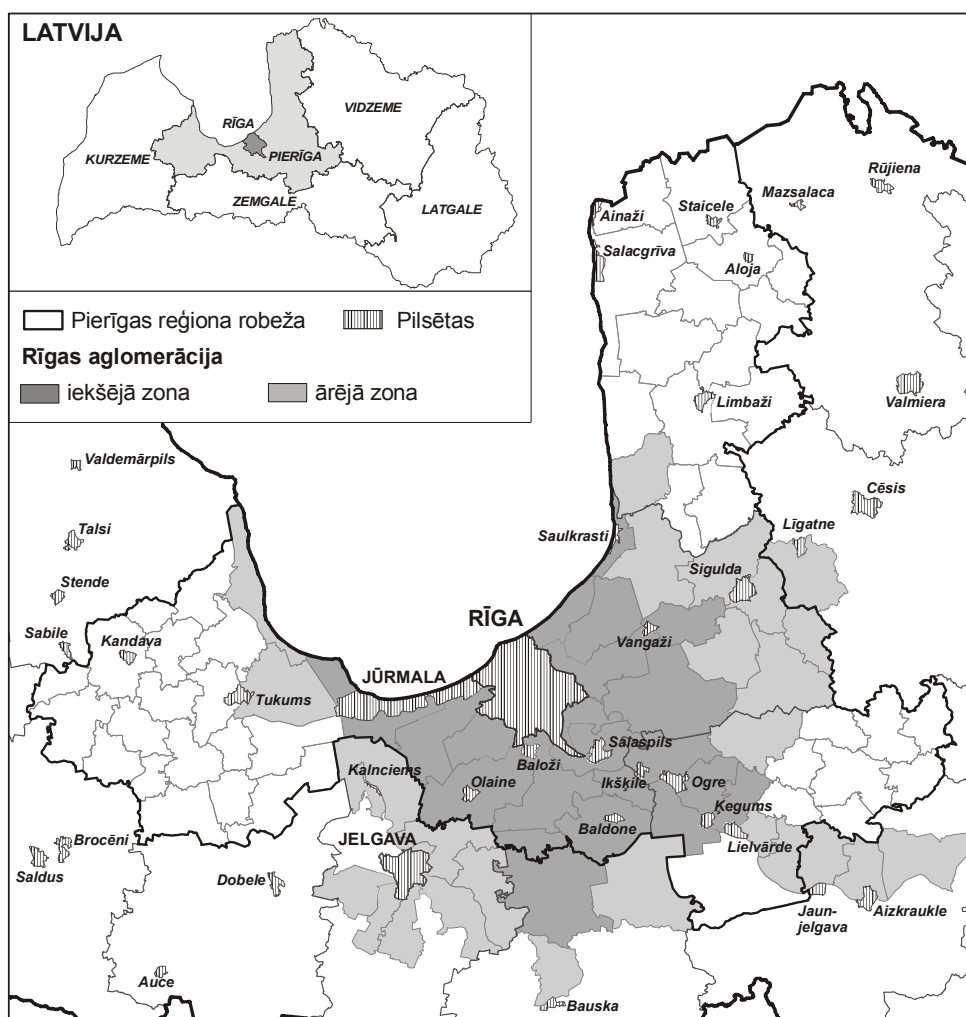 LATVIJA
RĪGA
VIDZEME
KURZEME
PIERĪGA
ZEMGALE
LATGALE
Pierīgas reģiona robeža
Pilsētas
Rīgas aglomerācija
iekšējā zona
ārējā zona
Rūjiena
Mazsalaca
Ainaži
Staicele
Salacgrīva
Aloja
Limbaži
Valmiera
Valdemārpils
Cēsis
Talsi
Saulkrasti
Līgatne
Sigulda
Stende
RĪGA
Sabile
Kandava
Vangaži
JŪRMALA
Tukums
Salaspils
Baloži
Kalnciems
Olaine
Ikšķile
Ogre
Ķegums
Baldone
JELGAVA
Lielvārde
Brocēni
Saldus
Dobele
Jaun-
jelgava
Aizkraukle
Auce
Bauska